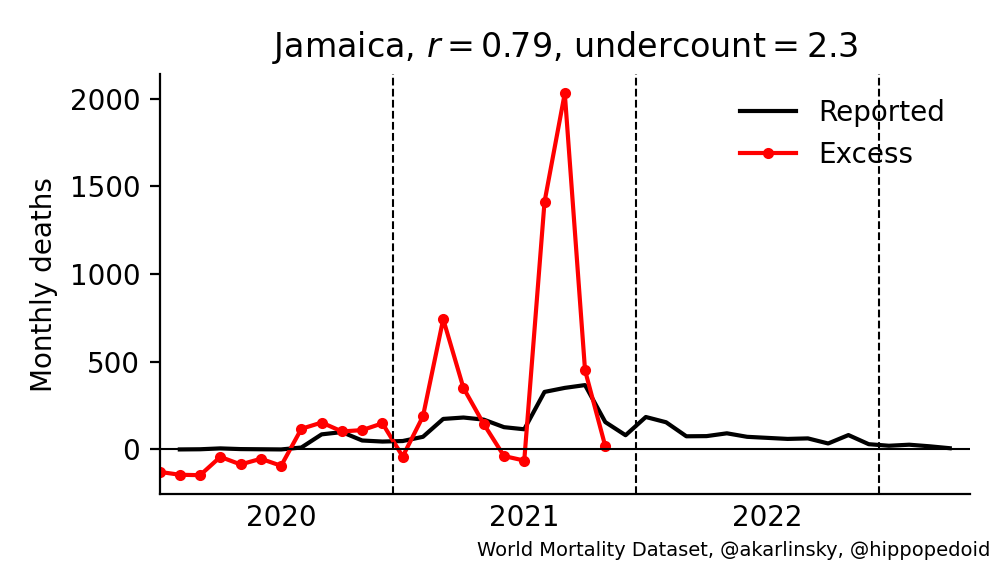 Jamaica, r = 0.79, undercount = 2.3
Monthly deaths
2000
1500
1000
500
0
Reported
Excess
2020
2021
2022
World Mortality Dataset, @akarlinsky, @hippopedoid